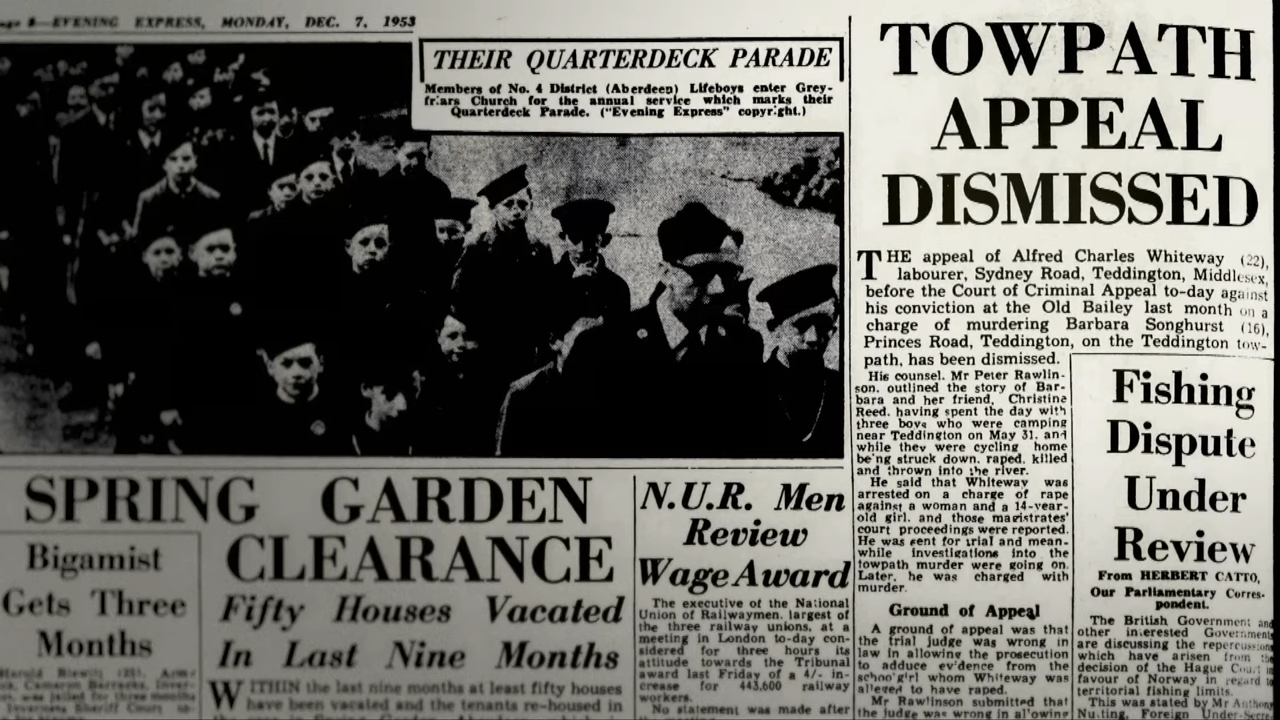 EVENING EXPRESS, MONDAY, DEC. 7, 1953
THEIR QUARTERDECK PARADE
Members of No. 4 District (Aberdeen) Lifeboys enter Grey-
friars Church for the annual service which marks their
Quarterdeck Parade. ("Evening Express" copyright.)
SPRING GARDEN
CLEARANCE
Fifty Houses Vacated
In Last Nine Months
WITHIN the last nine months at least fifty houses
have been vacated and the tenants re-housed in
Bigamist
Gets Three
Months
N.U.R. Men
Review
Wage Award
The executive of the National
Union of Railwaymen, largest of
the three railway unions, at a
meeting in London to-day con-
sidered for three hours its
attitude towards the Tribunal
award last Friday of a 4/- in-
crease for 443,600 railway
workers.
No statement was made after
TOWPATH
APPEAL
DISMISSED
THE appeal of Alfred Charles Whiteway (22),
labourer, Sydney Road, Teddington, Middlesex,
before the Court of Criminal Appeal to-day against
his conviction at the Old Bailey last month on a
charge of murdering Barbara Songhurst (16),
Princes Road, Teddington, on the Teddington tow-
path, has been dismissed.
His counsel, Mr Peter Rawlin-
son, outlined the story of Bar-
bara and her friend, Christine
Reed, having spent the day with
three boys who were camping
near Teddington on May 31, and
while they were cycling home
be'ng struck down, raped, killed
and thrown into the river.
He said that Whiteway was
arrested on a charge of rape
against a woman and a 14-year-
old girl, and those magistrates'
court proceedings were reported.
He was sent for trial and mean-
while investigations into the
towpath murder were going on.
Later, he was charged with
murder.
Ground of Appeal
A ground of appeal was that
the trial judge was wrong in
law in allowing the prosecution
to adduce ev'dence from the
schoo'girl whom Whiteway was
alleged to have raped.
Mr Rawlinson submitted that
the judge was wrong in al'owing
Fishing
Dispute
Under
Review
From HERBERT CATTO,
Our Parliamentary Corres-
pondent.
The British Government and
other interested Governments
are discussing the repercussions
which have arisen from the
decision of the Hague Court in
favour of Norway in regard to
territorial fishing limits.
This was stated by Mr Anthony
Nutting, Foreign Under-Secre-